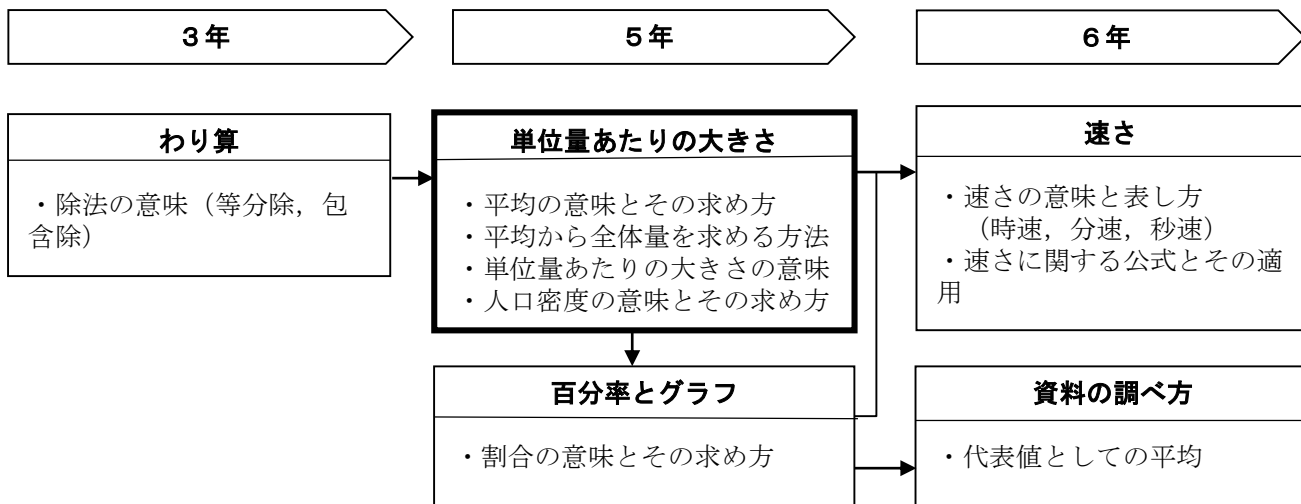 ３年
５年
６年
わり算
・除法の意味（等分除，包
含除）
単位量あたりの大きさ
・平均の意味とその求め方
・平均から全体量を求める方法
・単位量あたりの大きさの意味
・人口密度の意味とその求め方
速さ
・速さの意味と表し方
（時速，分速，秒速）
・速さに関する公式とその適
用
百分率とグラフ
・割合の意味とその求め方
資料の調べ方
・代表値としての平均